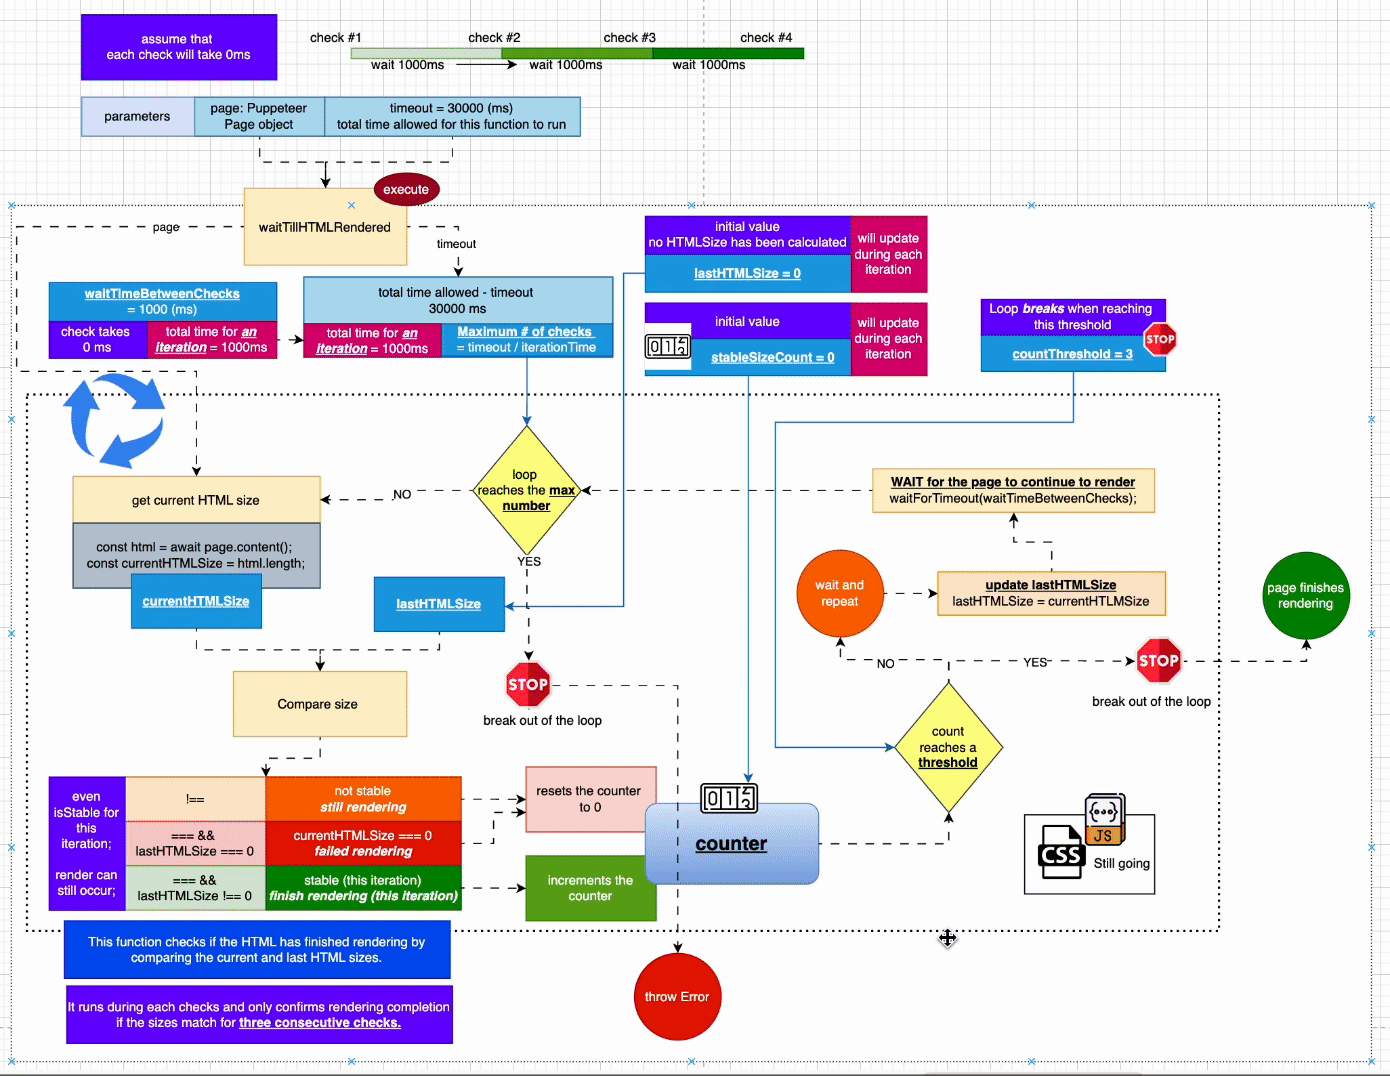 assume that
each check will take 0ms
check #1
check #2
check #3
check #4
wait 1000ms
wait 1000ms
wait 1000ms
parameters
page: Puppeteer
Page object
timeout = 30000 (ms)
total time allowed for this function to run
execute
waitTillHTMLRendered
page
timeout
waitTimeBetweenChecks
= 1000 (ms)
check takes
0 ms
total time for an
iteration = 1000ms
total time allowed - timeout
30000 ms
total time for an
iteration = 1000ms
Maximum # of checks
= timeout / iterationTime
initial value
no HTMLSize has been calculated
lastHTMLSize = 0
will update
during each
iteration
initial value
stableSizeCount = 0
will update
during each
iteration
Loop breaks when reaching
this threshold
countThreshold = 3
STOP
loop
reaches the max
number
NO
YES
get current HTML size
const html = await page.content();
const currentHTMLSize = html.length;
currentHTMLSize
lastHTMLSize
Compare size
STOP
break out of the loop
WAIT for the page to continue to render
waitForTimeout(waitTimeBetweenChecks);
wait and
repeat
update lastHTMLSize
lastHTMLSize = currentHTLMSize
page finishes
rendering
NO
YES
STOP
break out of the loop
count
reaches a
threshold
even
isStable for
this
iteration;
render can
still occur;
!==
not stable
still rendering
=== &&
lastHTMLSize === 0
currentHTMLSize === 0
failed rendering
=== &&
lastHTMLSize !== 0
stable (this iteration)
finish rendering (this iteration)
resets the counter
to 0
increments the
counter
counter
JS
CSS
Still going
This function checks if the HTML has finished rendering by
comparing the current and last HTML sizes.
It runs during each checks and only confirms rendering completion
if the sizes match for three consecutive checks.
throw Error